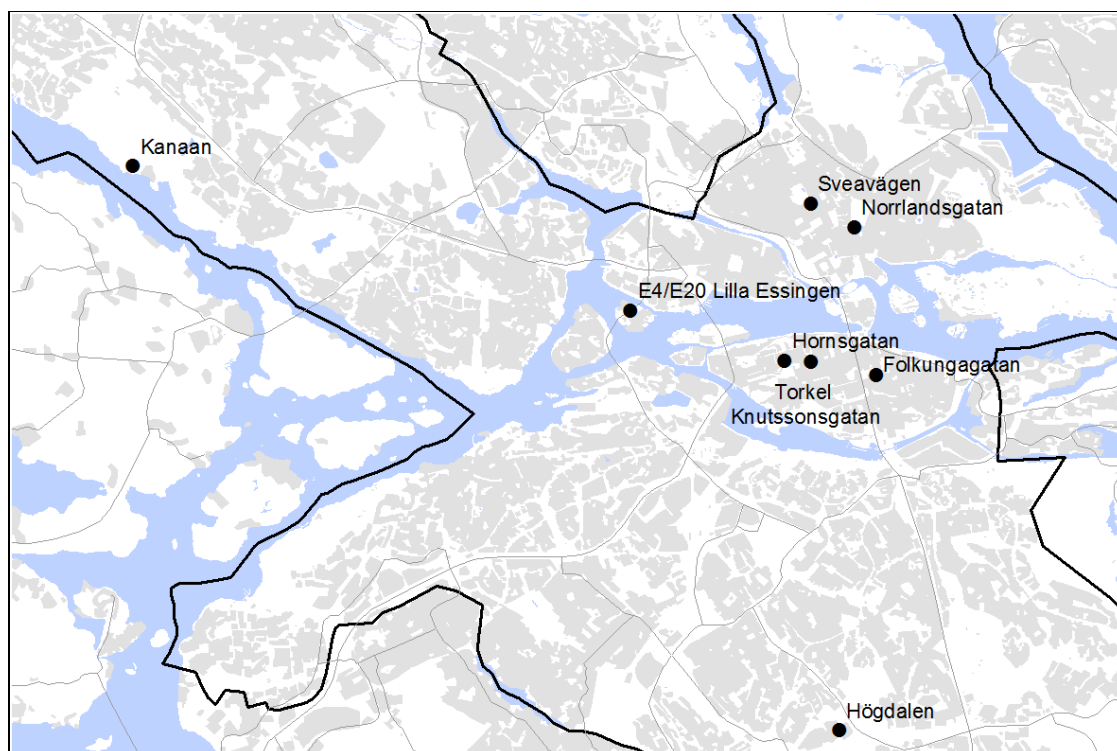 Kanaan
Sveavägen
Norrlandsgatan
E4/E20 Lilla Essingen
Hornsgatan
Folkungagatan
Torkel
Knutssonsgatan
Högdalen